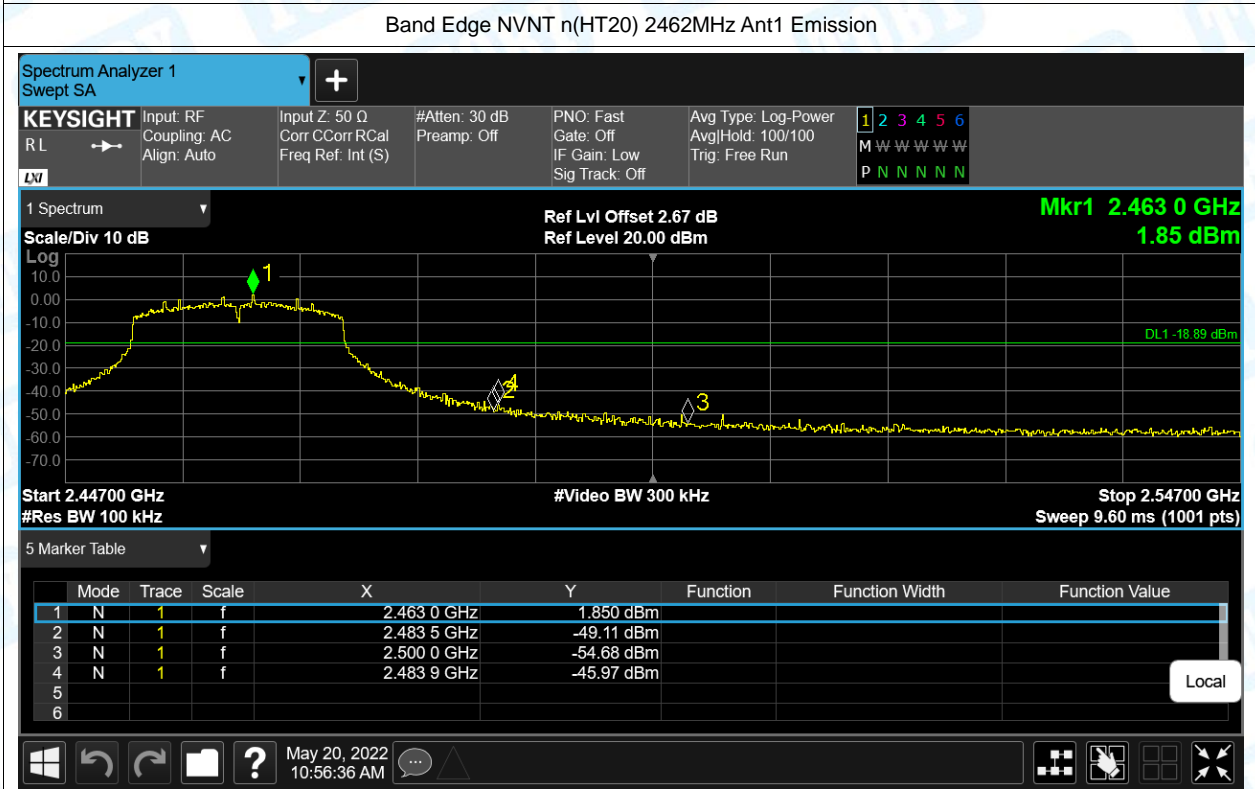 Band Edge NVNT n(HT20) 2462MHz Ant1 Emission
Spectrum Analyzer 1
Swept SA
KEYSIGHT
R L
LXI
Input: RF
Coupling: AC
Align: Auto
Input Z: 50 Ω
Corr CCorr RCal
Freq Ref: Int (S)
#Atten: 30 dB
Preamp: Off
PNO: Fast
Gate: Off
IF Gain: Low
Sig Track: Off
Avg Type: Log-Power
Avg|Hold: 100/100
Trig: Free Run
1 2 3 4 5 6
M W W W W W
P N N N N N
1 Spectrum
Scale/Div 10 dB
Ref Lvl Offset 2.67 dB
Ref Level 20.00 dBm
Mkr1 2.463 0 GHz
1.85 dBm
Log
10.0
0.00
-10.0
-20.0
-30.0
-40.0
-50.0
-60.0
-70.0
1
2
4
3
DL1 -18.89 dBm
Start 2.44700 GHz
#Video BW 300 kHz
Stop 2.54700 GHz
#Res BW 100 kHz
Sweep 9.60 ms (1001 pts)
5 Marker Table
Mode Trace Scale X Y Function Function Width Function Value
1 N 1 f 2.463 0 GHz 1.850 dBm
2 N 1 f 2.483 5 GHz -49.11 dBm
3 N 1 f 2.500 0 GHz -54.68 dBm
4 N 1 f 2.483 9 GHz -45.97 dBm
5
6
Local
May 20, 2022
10:56:36 AM